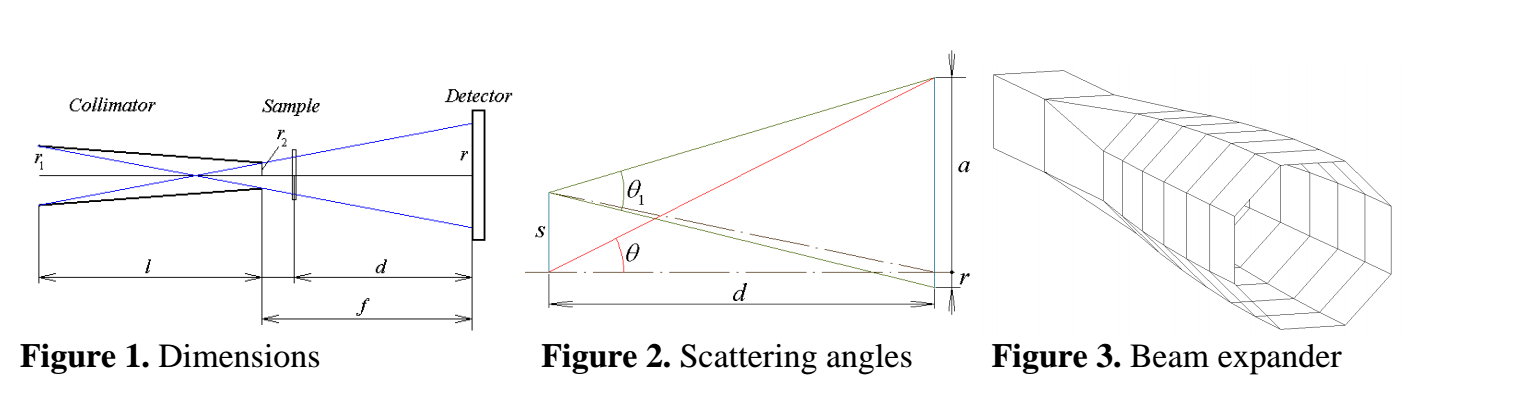 Collimator
Sample
Detector
r₁
r₂
r
l
d
f
Figure 1. Dimensions
θ₁
θ
s
a
r
d
Figure 2. Scattering angles
Figure 3. Beam expander